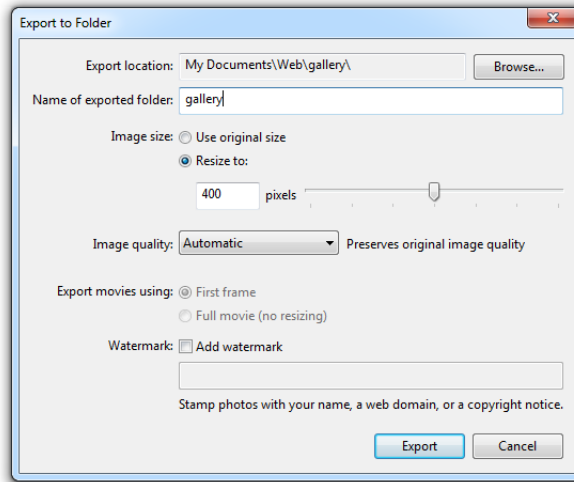 Export to Folder
Export location: My Documents\Web\gallery\ Browse...
Name of exported folder: gallery
Image size: Use original size
Resize to:
400 pixels
Image quality: Automatic Preserves original image quality
Export movies using: First frame
Full movie (no resizing)
Watermark: Add watermark
Stamp photos with your name, a web domain, or a copyright notice.
Export Cancel